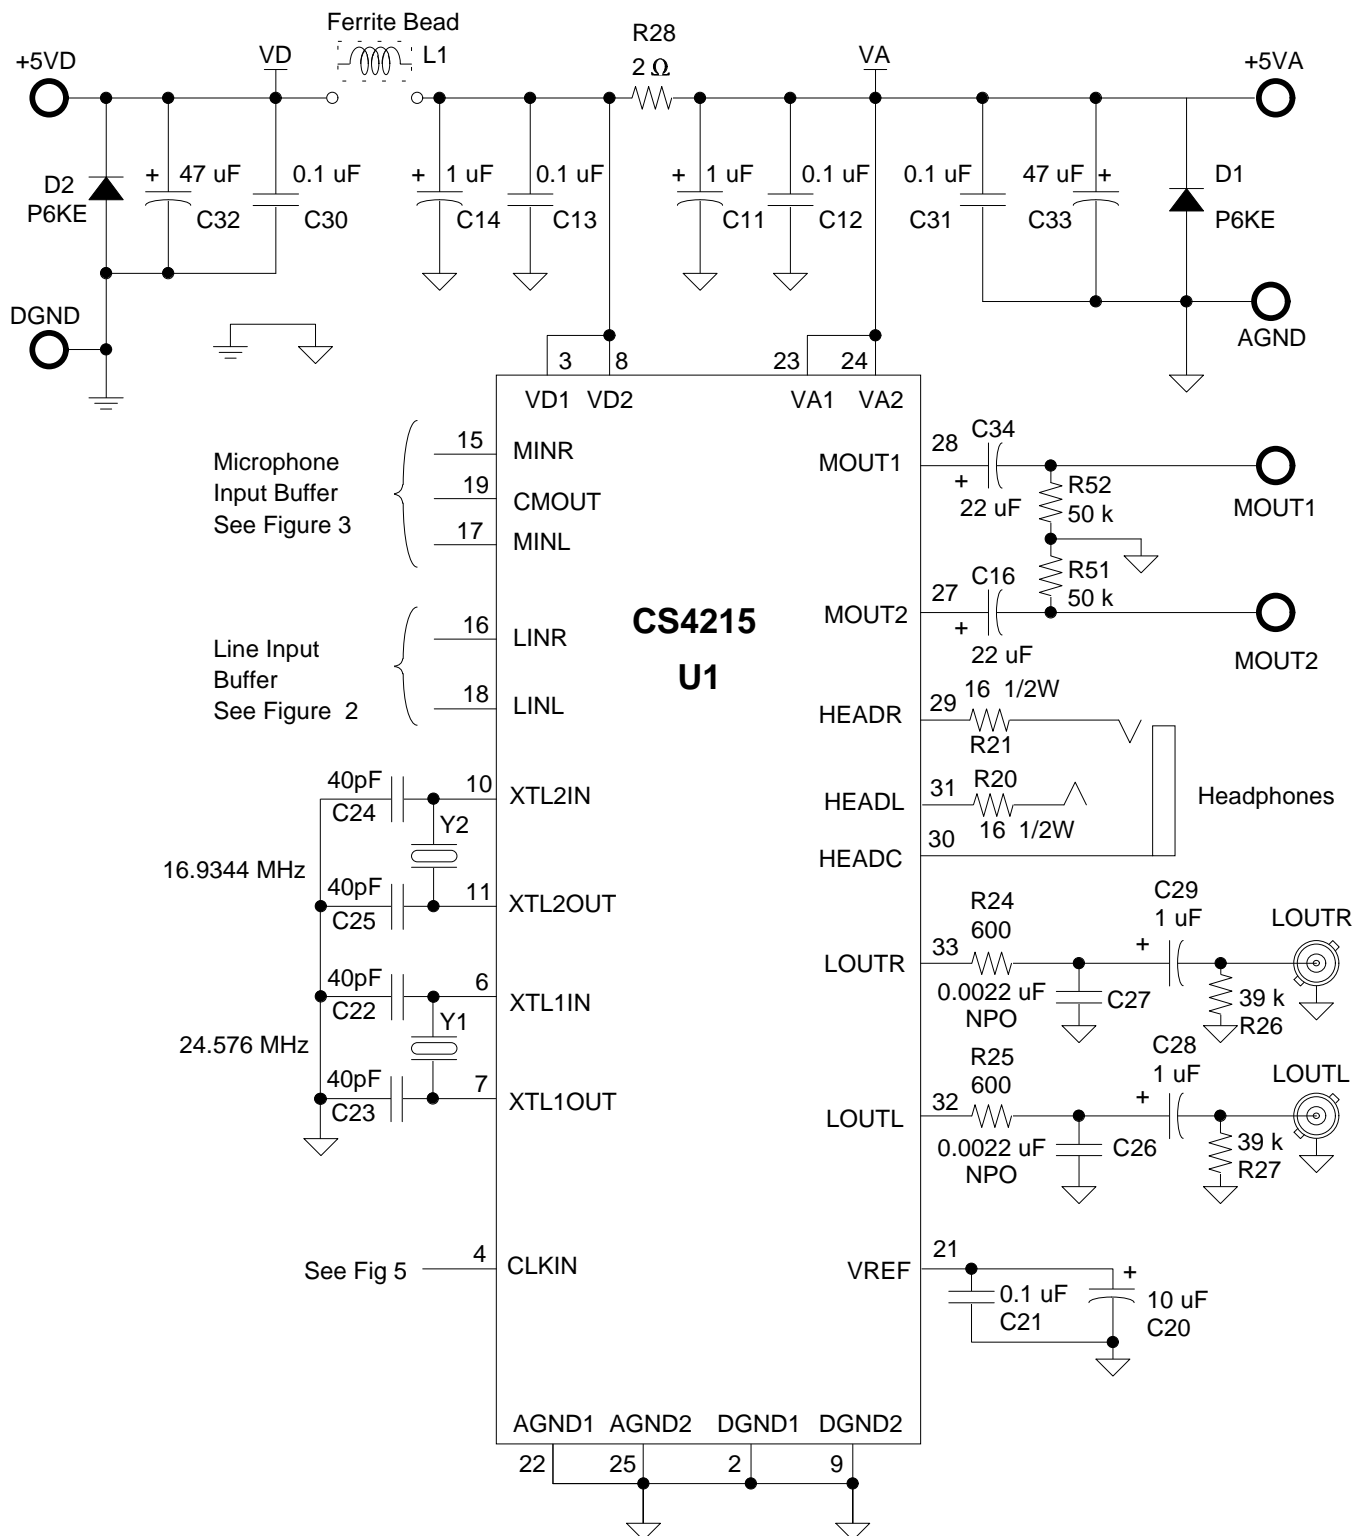 Ferrite Bead
L1
R28
2 Ω
+5VD
VD
VA
+5VA
D2
P6KE
+ 47 uF
C32
0.1 uF
C30
+ 1 uF
C14
0.1 uF
C13
+ 1 uF
C11
0.1 uF
C12
0.1 uF
C31
47 uF +
C33
D1
P6KE
DGND
AGND
3
8
23
24
VD1
VD2
VA1
VA2
Microphone
Input Buffer
See Figure 3
15
MINR
19
CMOUT
17
MINL
Line Input
Buffer
See Figure 2
16
LINR
18
LINL
CS4215
U1
MOUT1
28
C34
+
22 uF
R52
50 k
MOUT1
MOUT2
27
C16
+
22 uF
R51
50 k
MOUT2
HEADR
29
16 1/2W
R21
HEADL
31
R20
16 1/2W
HEADC
30
Headphones
40pF
C24
10
XTL2IN
Y2
16.9344 MHz
40pF
C25
11
XTL2OUT
40pF
C22
6
XTL1IN
Y1
24.576 MHz
40pF
C23
7
XTL1OUT
LOUTR
33
R24
600
0.0022 uF
NPO
C27
C29
1 uF
+
39 k
R26
LOUTR
LOUTL
32
R25
600
0.0022 uF
NPO
C26
C28
1 uF
+
39 k
R27
LOUTL
See Fig 5
4
CLKIN
VREF
21
0.1 uF
C21
+
10 uF
C20
AGND1
AGND2
DGND1
DGND2
22
25
2
9